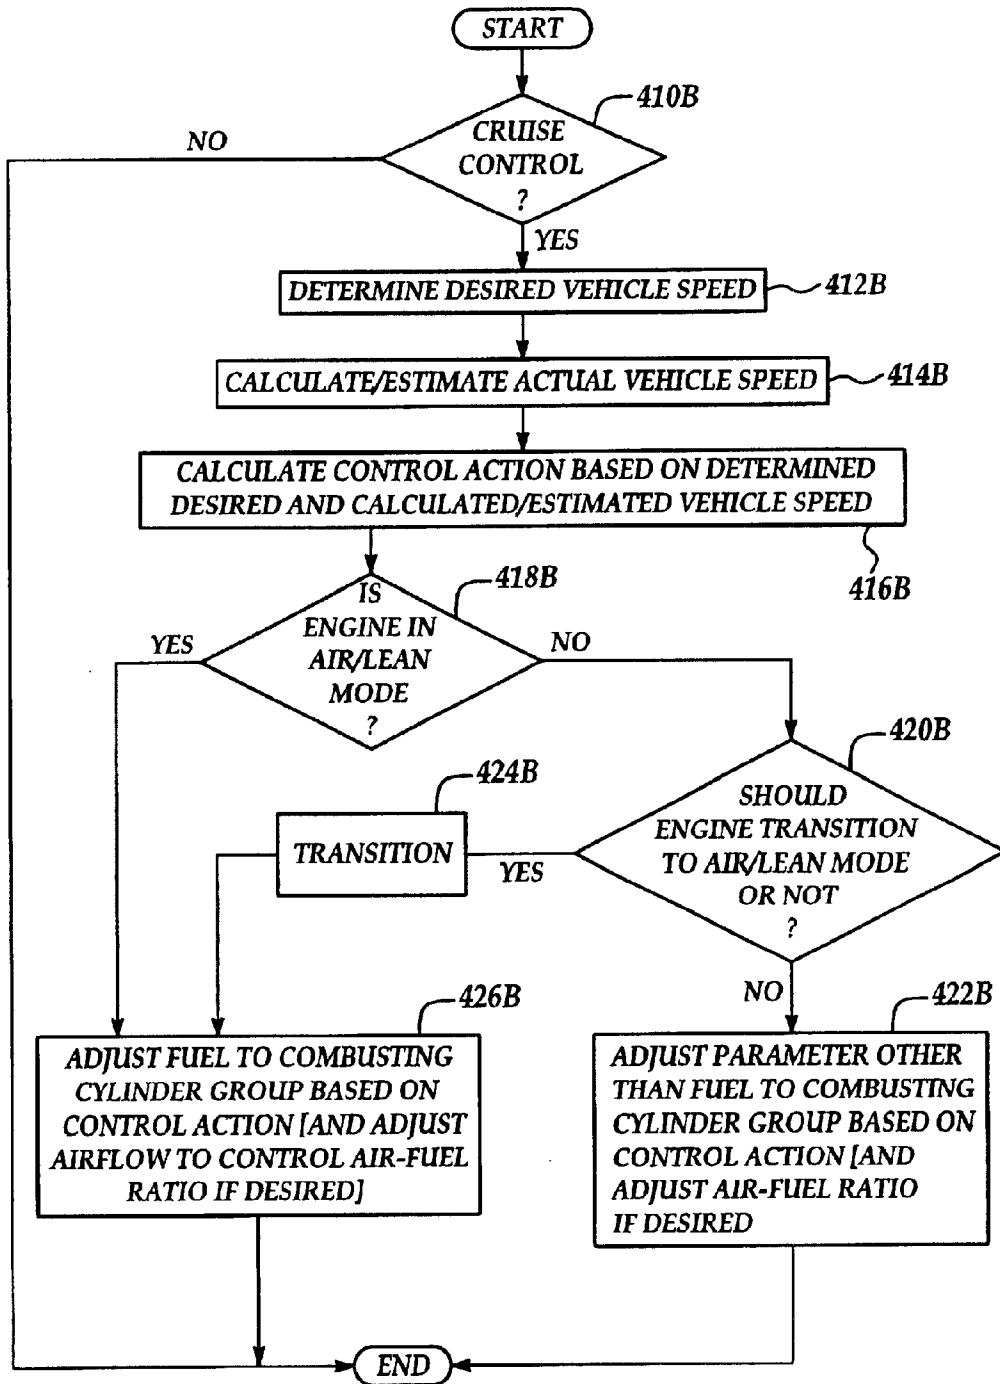 START
410B
CRUISE
CONTROL
?
NO
YES
DETERMINE DESIRED VEHICLE SPEED
412B
CALCULATE/ESTIMATE ACTUAL VEHICLE SPEED
414B
CALCULATE CONTROL ACTION BASED ON DETERMINED
DESIRED AND CALCULATED/ESTIMATED VEHICLE SPEED
416B
418B
IS
ENGINE IN
AIR/LEAN
MODE
?
YES
NO
420B
SHOULD
ENGINE TRANSITION
TO AIR/LEAN MODE
OR NOT
?
424B
TRANSITION
YES
NO
426B
ADJUST FUEL TO COMBUSTING
CYLINDER GROUP BASED ON
CONTROL ACTION [AND ADJUST
AIRFLOW TO CONTROL AIR-FUEL
RATIO IF DESIRED]
422B
ADJUST PARAMETER OTHER
THAN FUEL TO COMBUSTING
CYLINDER GROUP BASED ON
CONTROL ACTION [AND
ADJUST AIR-FUEL RATIO
IF DESIRED
END